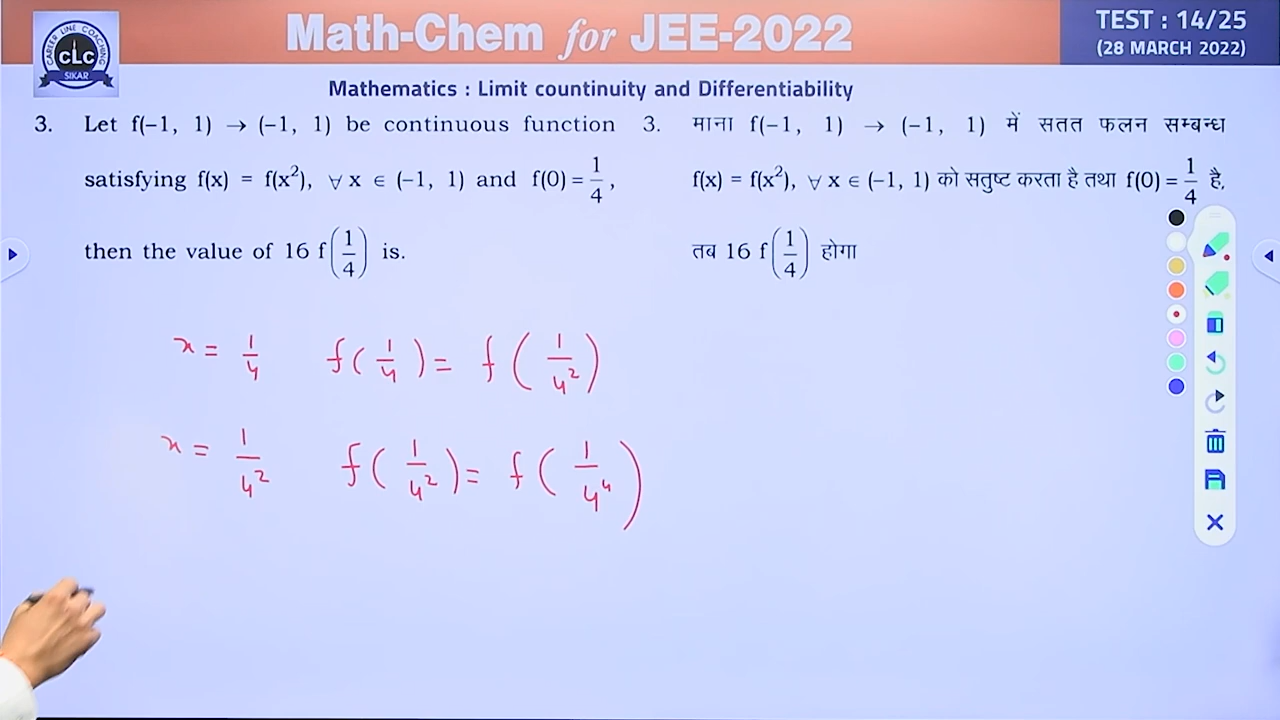 Math-Chem for JEE-2022
TEST : 14/25
(28 MARCH 2022)
CAREER LINE COACHING
CLC
SIKAR
Mathematics : Limit countinuity and Differentiability
3. Let f(−1, 1) → (−1, 1) be continuous function
satisfying f(x) = f(x²), ∀ x ∈ (−1, 1) and f(0) = 1/4,
then the value of 16 f(1/4) is.
3. माना f(−1, 1) → (−1, 1) में सतत फलन सम्बन्ध
f(x) = f(x²), ∀ x ∈ (−1, 1) को सतुष्ट करता है तथा f(0) = 1/4 है,
तब 16 f(1/4) होगा
x = 1/4 f(1/4) = f(1/4²)
x = 1/4² f(1/4²) = f(1/4⁴)